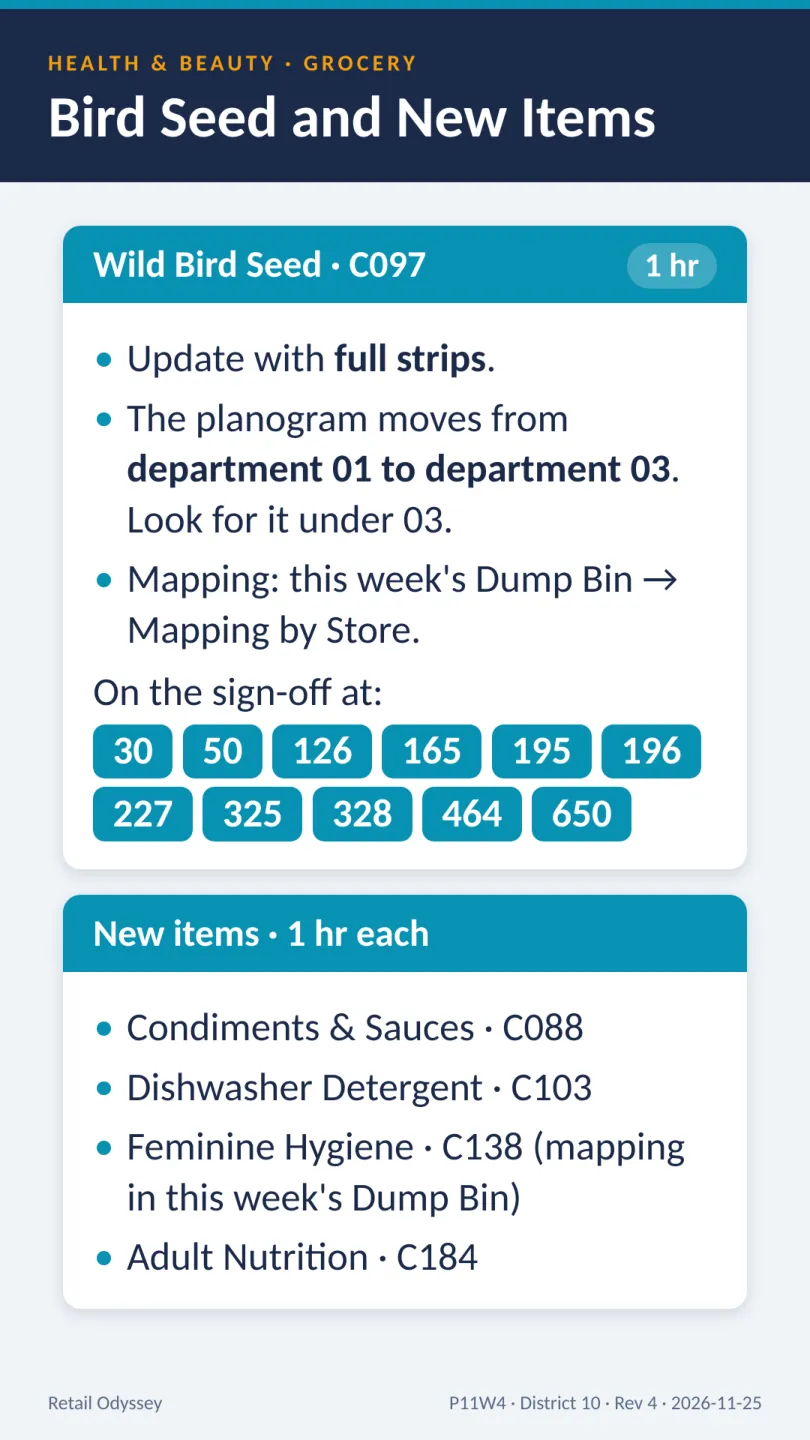 HEALTH & BEAUTY · GROCERY
Bird Seed and New Items
Wild Bird Seed · C097
1 hr
• Update with full strips.
• The planogram moves from
department 01 to department 03.
Look for it under 03.
• Mapping: this week's Dump Bin →
Mapping by Store.
On the sign-off at:
30 50 126 165 195 196
227 325 328 464 650
New items · 1 hr each
• Condiments & Sauces · C088
• Dishwasher Detergent · C103
• Feminine Hygiene · C138 (mapping
in this week's Dump Bin)
• Adult Nutrition · C184
Retail Odyssey
P11W4 · District 10 · Rev 4 · 2026-11-25